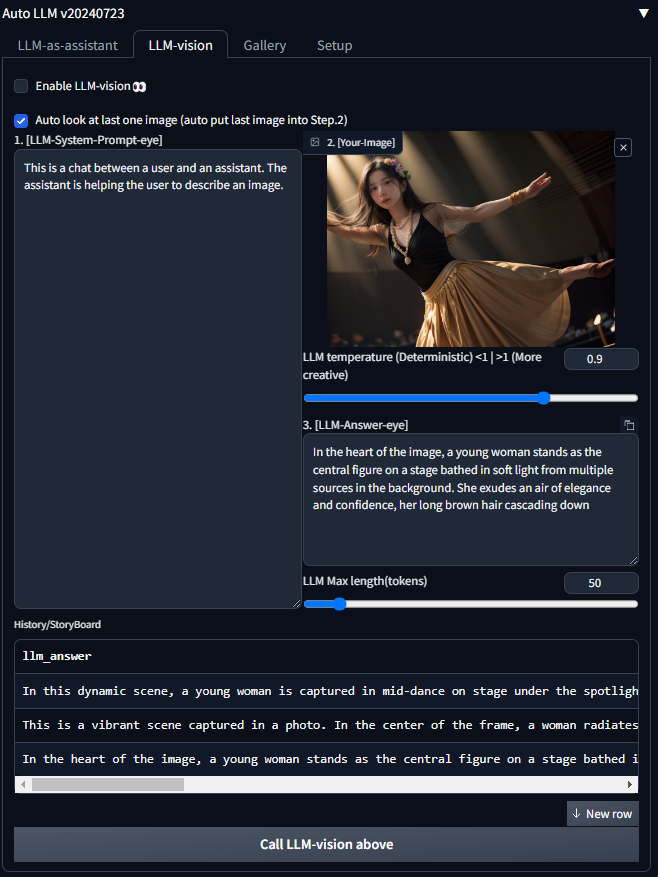 Auto LLM v20240723 ▼
LLM-as-assistant LLM-vision Gallery Setup
Enable LLM-vision👀
Auto look at last one image (auto put last image into Step.2)
1. [LLM-System-Prompt-eye]
This is a chat between a user and an assistant. The
assistant is helping the user to describe an image.
2. [Your-Image]
LLM temperature (Deterministic) <1 | >1 (More
creative)
0.9
3. [LLM-Answer-eye]
In the heart of the image, a young woman stands as the
central figure on a stage bathed in soft light from multiple
sources in the background. She exudes an air of elegance
and confidence, her long brown hair cascading down
LLM Max length(tokens)
50
History/StoryBoard
llm_answer
In this dynamic scene, a young woman is captured in mid-dance on stage under the spotligh
This is a vibrant scene captured in a photo. In the center of the frame, a woman radiates
In the heart of the image, a young woman stands as the central figure on a stage bathed i
↓ New row
Call LLM-vision above